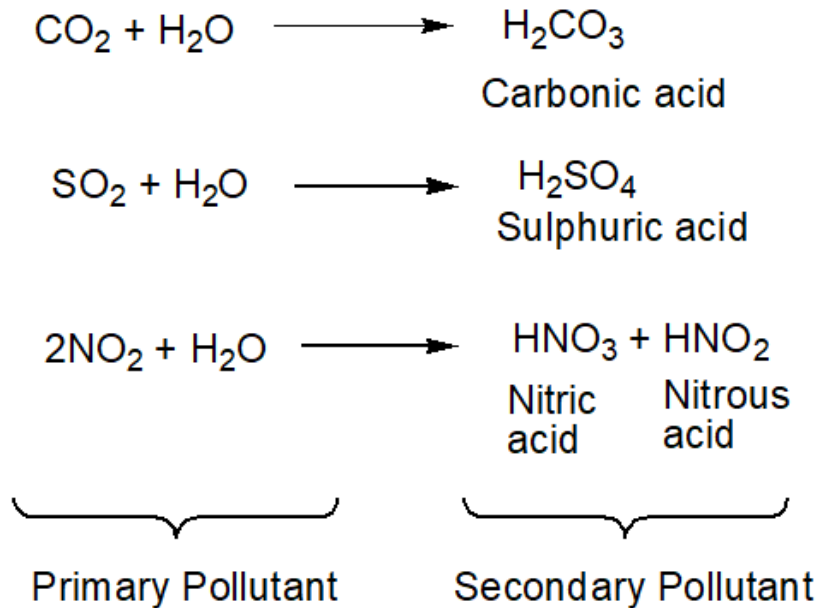 CO₂ + H₂O → H₂CO₃
Carbonic acid
SO₂ + H₂O → H₂SO₄
Sulphuric acid
2NO₂ + H₂O → HNO₃ + HNO₂
Nitric acid
Nitrous acid
Primary Pollutant
Secondary Pollutant